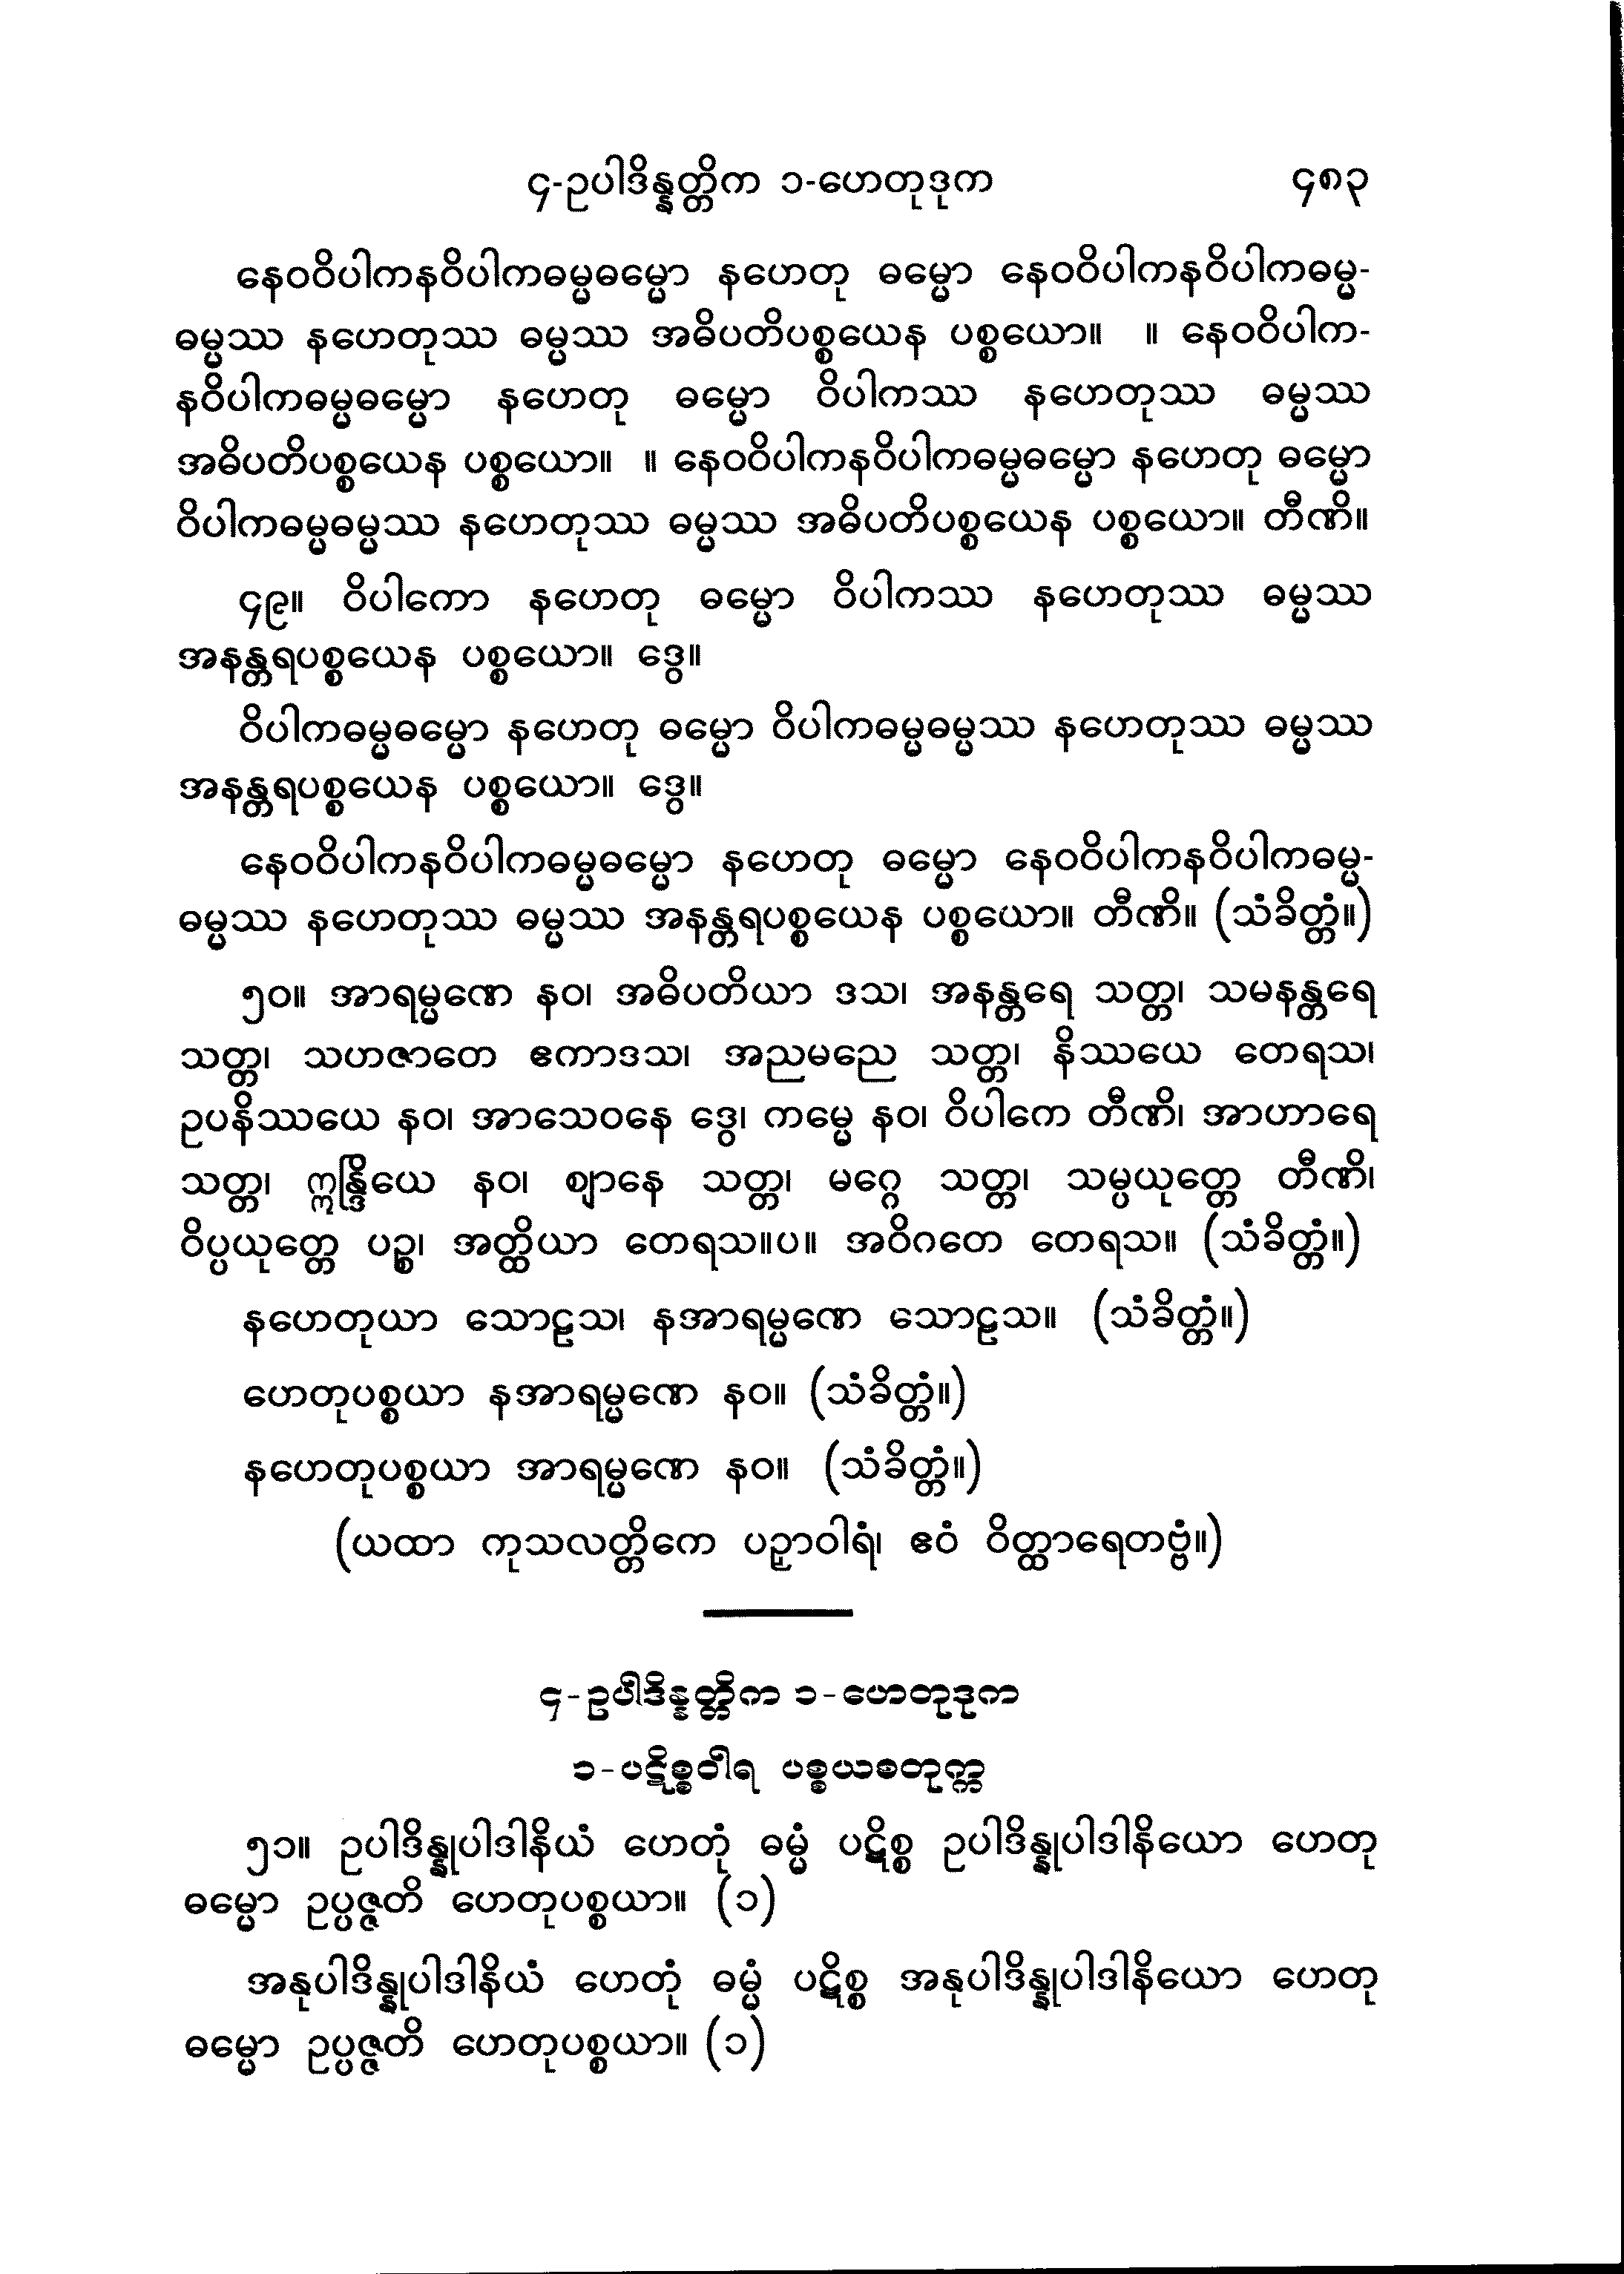 ၄-ဥပါဒိန္နတ္တိက ၁-ဟေတုဒုက ၄၈၃
နေဝဝိပါကနဝိပါကဓမ္မဓမ္မော နဟေတု ဓမ္မော နေဝဝိပါကနဝိပါကဓမ္မ-
ဓမ္မဿ နဟေတုဿ ဓမ္မဿ အဓိပတိပစ္စယေန ပစ္စယော။ ။ နေဝဝိပါက-
နဝိပါကဓမ္မဓမ္မော နဟေတု ဓမ္မော ဝိပါကဿ နဟေတုဿ ဓမ္မဿ
အဓိပတိပစ္စယေန ပစ္စယော။ ။ နေဝဝိပါကနဝိပါကဓမ္မဓမ္မော နဟေတု ဓမ္မော
ဝိပါကဓမ္မဓမ္မဿ နဟေတုဿ ဓမ္မဿ အဓိပတိပစ္စယေန ပစ္စယော။ တီဏိ။
၄၉။ ဝိပါကော နဟေတု ဓမ္မော ဝိပါကဿ နဟေတုဿ ဓမ္မဿ
အနန္တရပစ္စယေန ပစ္စယော။ ဒွေ။
ဝိပါကဓမ္မဓမ္မော နဟေတု ဓမ္မော ဝိပါကဓမ္မဓမ္မဿ နဟေတုဿ ဓမ္မဿ
အနန္တရပစ္စယေန ပစ္စယော။ ဒွေ။
နေဝဝိပါကနဝိပါကဓမ္မဓမ္မော နဟေတု ဓမ္မော နေဝဝိပါကနဝိပါကဓမ္မ-
ဓမ္မဿ နဟေတုဿ ဓမ္မဿ အနန္တရပစ္စယေန ပစ္စယော။ တီဏိ။ (သံခိတ္တံ။)
၅၀။ အာရမ္မဏေ နဝ၊ အဓိပတိယာ ဒသ၊ အနန္တရေ သတ္တ၊ သမနန္တရေ
သတ္တ၊ သဟဇာတေ ဧကာဒသ၊ အညမညေ သတ္တ၊ နိဿယေ တေရသ၊
ဥပနိဿယေ နဝ၊ အာသေဝနေ ဒွေ၊ ကမ္မေ နဝ၊ ဝိပါကေ တီဏိ၊ အာဟာရေ
သတ္တ၊ ဣန္ဒြိယေ နဝ၊ ဈာနေ သတ္တ၊ မဂ္ဂေ သတ္တ၊ သမ္ပယုတ္တေ တီဏိ၊
ဝိပ္ပယုတ္တေ ပဉ္စ၊ အတ္ထိယာ တေရသ။ပ။ အဝိဂတေ တေရသ။ (သံခိတ္တံ။)
နဟေတုယာ သောဠသ၊ နအာရမ္မဏေ သောဠသ။ (သံခိတ္တံ။)
ဟေတုပစ္စယာ နအာရမ္မဏေ နဝ။ (သံခိတ္တံ။)
နဟေတုပစ္စယာ အာရမ္မဏေ နဝ။ (သံခိတ္တံ။)
(ယထာ ကုသလတ္တိကေ ပဉှာဝါရံ၊ ဧဝံ ဝိတ္ထာရေတဗ္ဗံ။)
၄-ဥပါဒိန္နတ္တိက ၁-ဟေတုဒုက
၁-ပဋိစ္စဝါရ ပစ္စယစတုက္က
၅၁။ ဥပါဒိန္နုပါဒါနိယံ ဟေတုံ ဓမ္မံ ပဋိစ္စ ဥပါဒိန္နုပါဒါနိယော ဟေတု
ဓမ္မော ဥပ္ပဇ္ဇတိ ဟေတုပစ္စယာ။ (၁)
အနုပါဒိန္နုပါဒါနိယံ ဟေတုံ ဓမ္မံ ပဋိစ္စ အနုပါဒိန္နုပါဒါနိယော ဟေတု
ဓမ္မော ဥပ္ပဇ္ဇတိ ဟေတုပစ္စယာ။ (၁)